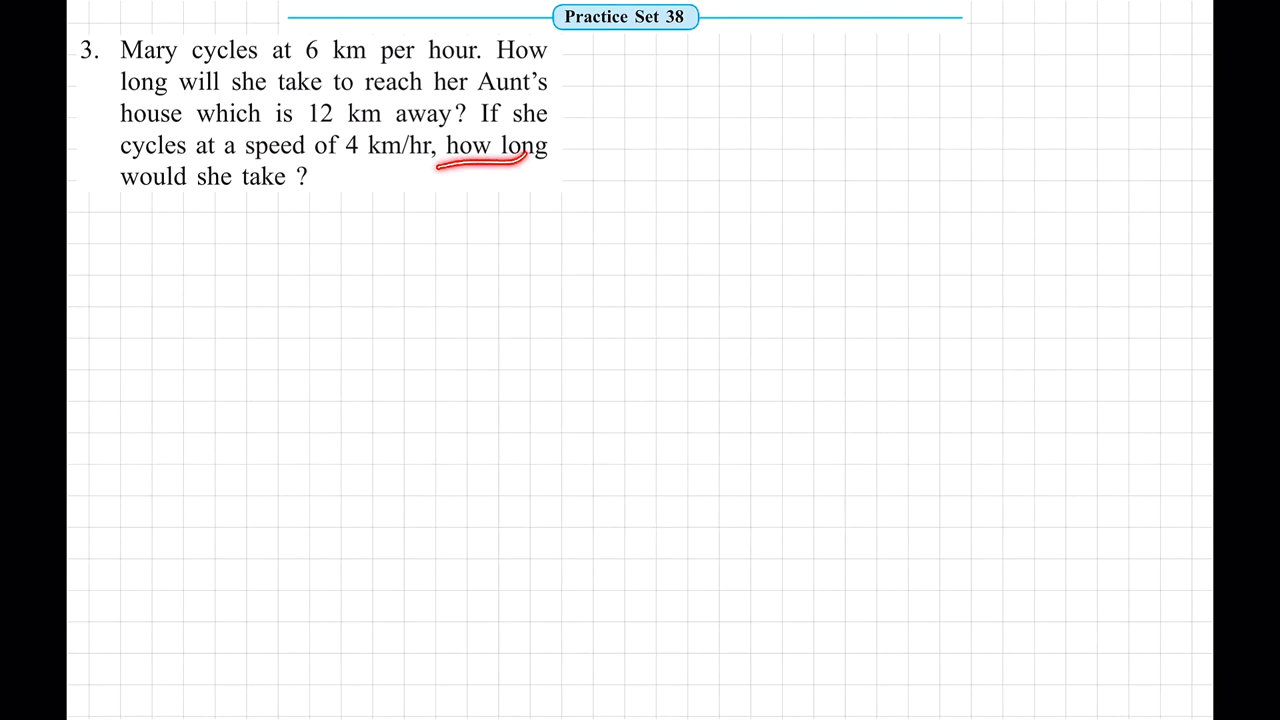 Practice Set 38
3. Mary cycles at 6 km per hour. How
long will she take to reach her Aunt’s
house which is 12 km away? If she
cycles at a speed of 4 km/hr, how long
would she take ?